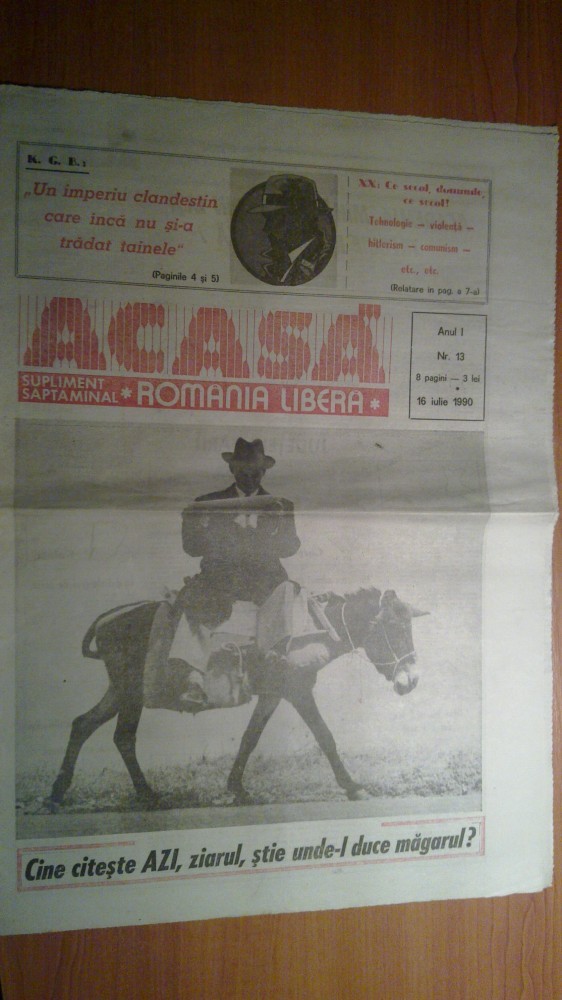 K. G. B.:
„Un imperiu clandestin
care încă nu și-a
trădat tainele"
(Paginile 4 și 5)
XX: Ce secol, domnule,
ce secol!
Tehnologie — violență —
hitlerism — comunism —
etc., etc.
(Relatare în pag. a 7-a)
ACASĂ
SUPLIMENT
SAPTAMINAL * ROMÂNIA LIBERĂ *
Anul I
Nr. 13
8 pagini — 3 lei
*
16 iulie 1990
Cine citește AZI, ziarul, știe unde-l duce măgarul?